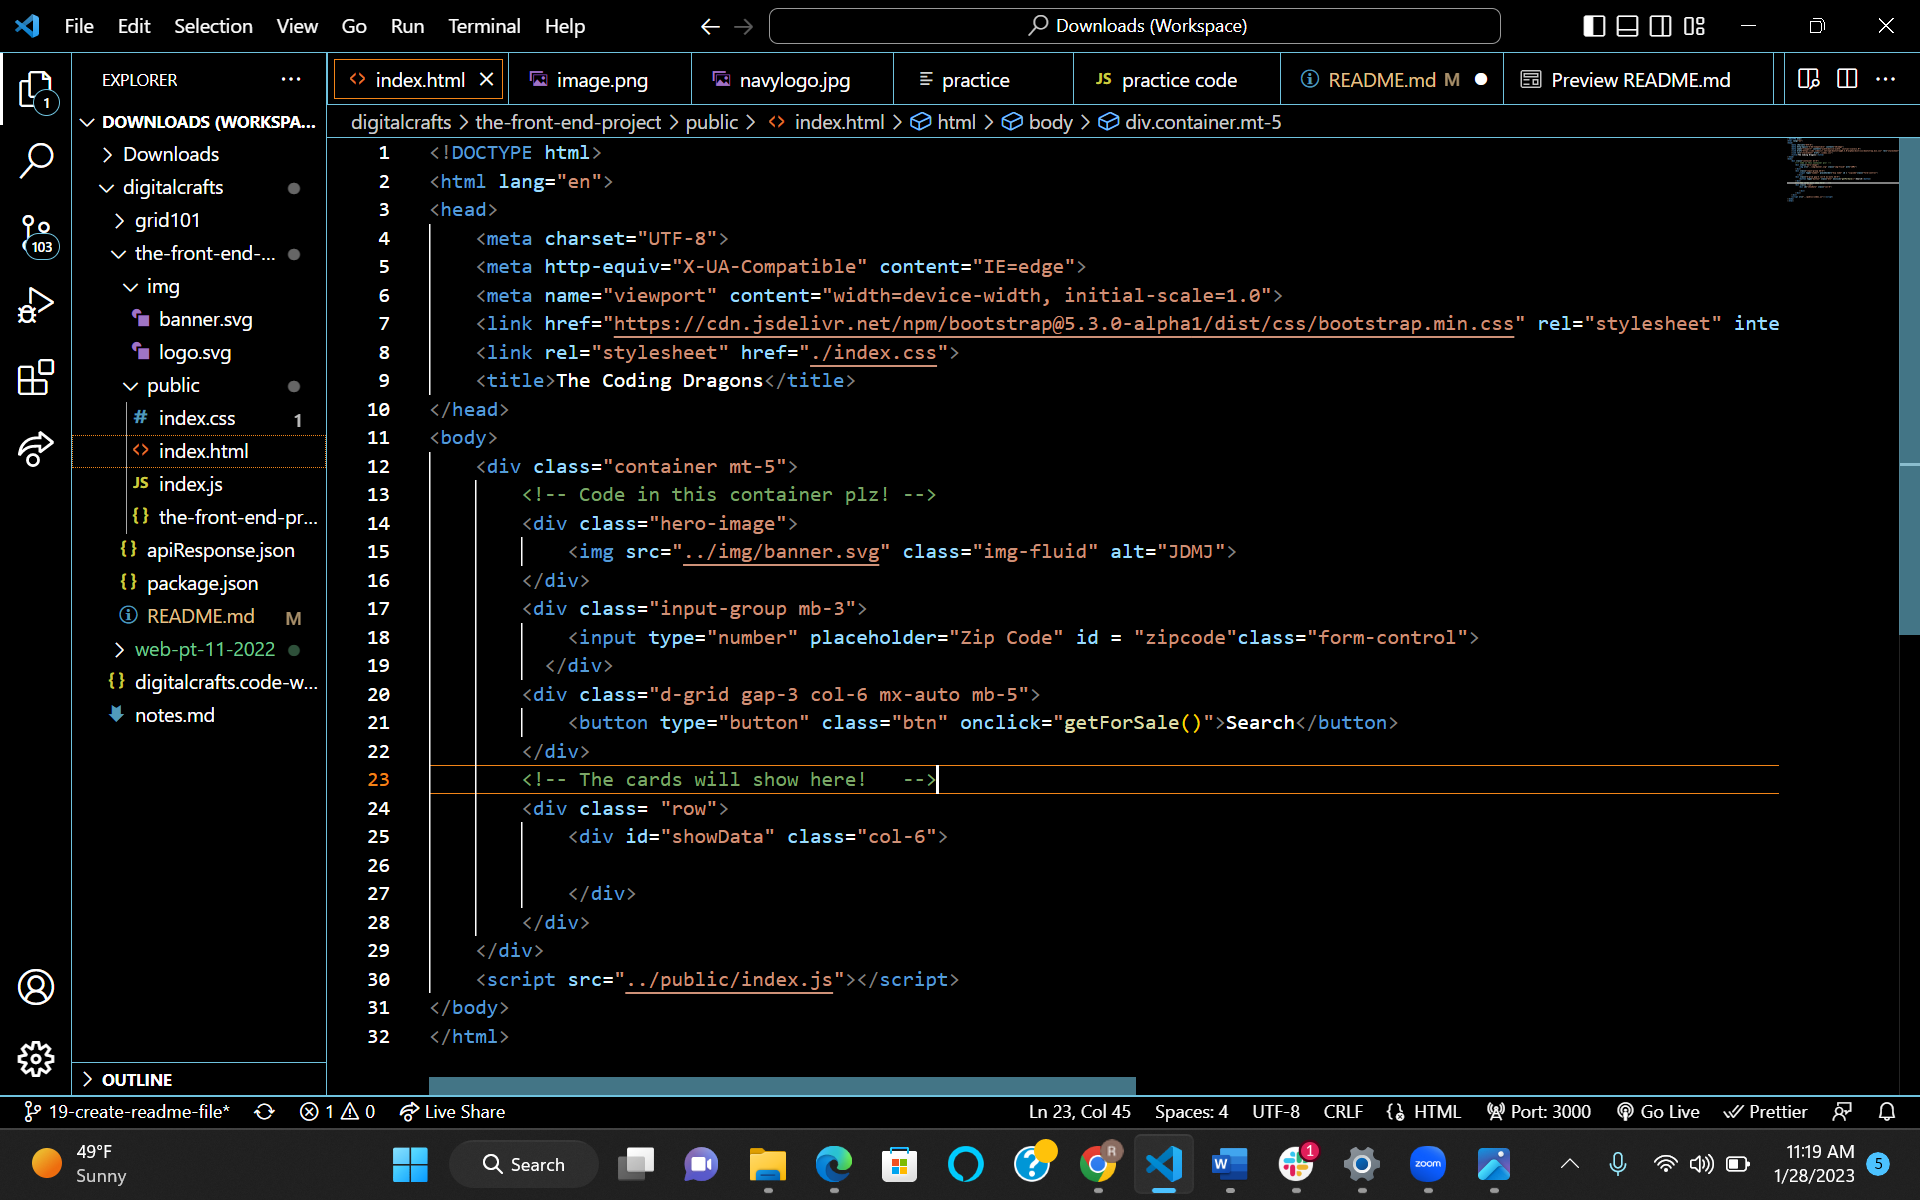 File Edit Selection View Go Run Terminal Help
Downloads (Workspace)
EXPLORER
index.html
image.png
navylogo.jpg
practice
JS practice code
README.md M
Preview README.md
digitalcrafts > the-front-end-project > public > index.html > html > body > div.container.mt-5
1
103
DOWNLOADS (WORKSPA...
Downloads
digitalcrafts
grid101
the-front-end-...
img
banner.svg
logo.svg
public
# index.css 1
index.html
JS index.js
{} the-front-end-pr...
{} apiResponse.json
{} package.json
README.md M
web-pt-11-2022
{} digitalcrafts.code-w...
notes.md
OUTLINE
1 <!DOCTYPE html>
2 <html lang="en">
3 <head>
4 <meta charset="UTF-8">
5 <meta http-equiv="X-UA-Compatible" content="IE=edge">
6 <meta name="viewport" content="width=device-width, initial-scale=1.0">
7 <link href="https://cdn.jsdelivr.net/npm/bootstrap@5.3.0-alpha1/dist/css/bootstrap.min.css" rel="stylesheet" inte
8 <link rel="stylesheet" href="./index.css">
9 <title>The Coding Dragons</title>
10 </head>
11 <body>
12 <div class="container mt-5">
13 <!-- Code in this container plz! -->
14 <div class="hero-image">
15 <img src="../img/banner.svg" class="img-fluid" alt="JDMJ">
16 </div>
17 <div class="input-group mb-3">
18 <input type="number" placeholder="Zip Code" id = "zipcode"class="form-control">
19 </div>
20 <div class="d-grid gap-3 col-6 mx-auto mb-5">
21 <button type="button" class="btn" onclick="getForSale()">Search</button>
22 </div>
23 <!-- The cards will show here!   -->
24 <div class= "row">
25 <div id="showData" class="col-6">
26
27 </div>
28 </div>
29 </div>
30 <script src="../public/index.js"></script>
31 </body>
32 </html>
19-create-readme-file* 1 0 Live Share Ln 23, Col 45 Spaces: 4 UTF-8 CRLF HTML Port: 3000 Go Live Prettier
49°F
Sunny
Search
R
W
1
zoom
11:19 AM
1/28/2023
5